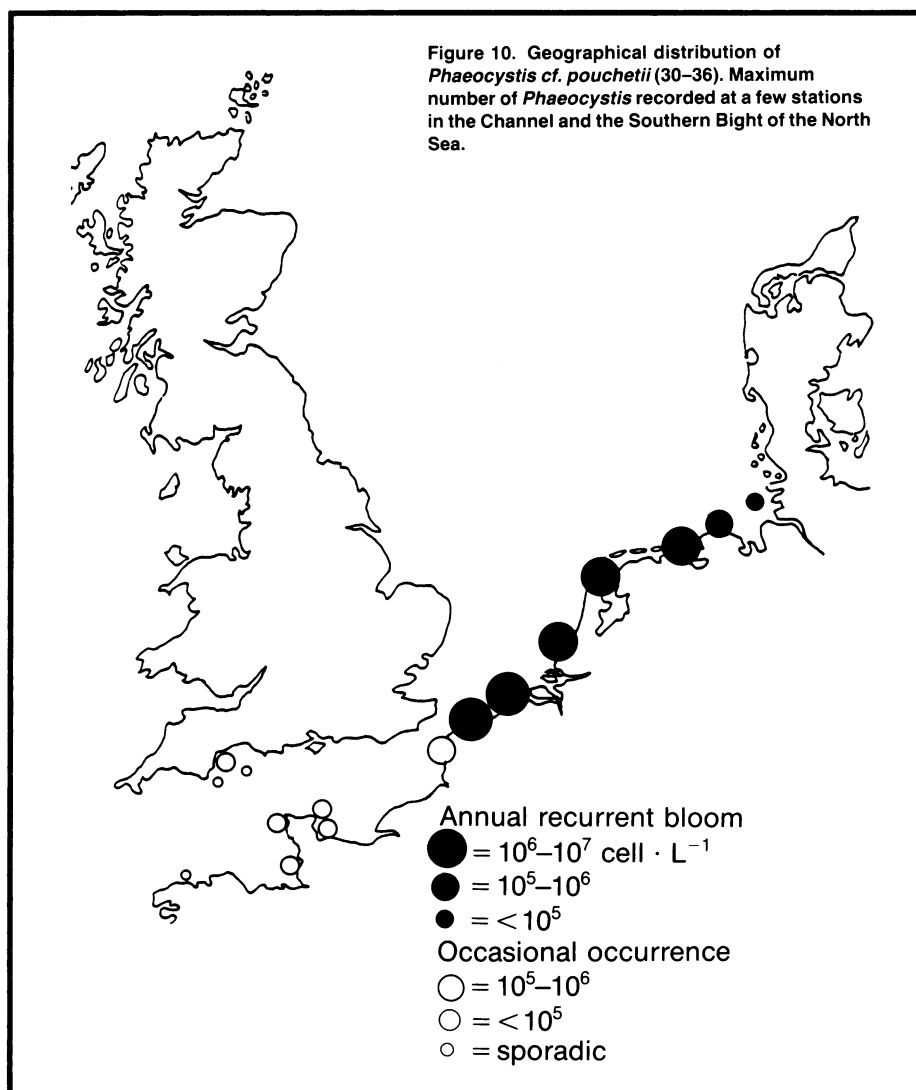 Figure 10. Geographical distribution of
Phaeocystis cf. pouchetii (30–36). Maximum
number of Phaeocystis recorded at a few stations
in the Channel and the Southern Bight of the North
Sea.
Annual recurrent bloom
= 10⁶–10⁷ cell · L⁻¹
= 10⁵–10⁶
= <10⁵
Occasional occurrence
= 10⁵–10⁶
= <10⁵
= sporadic